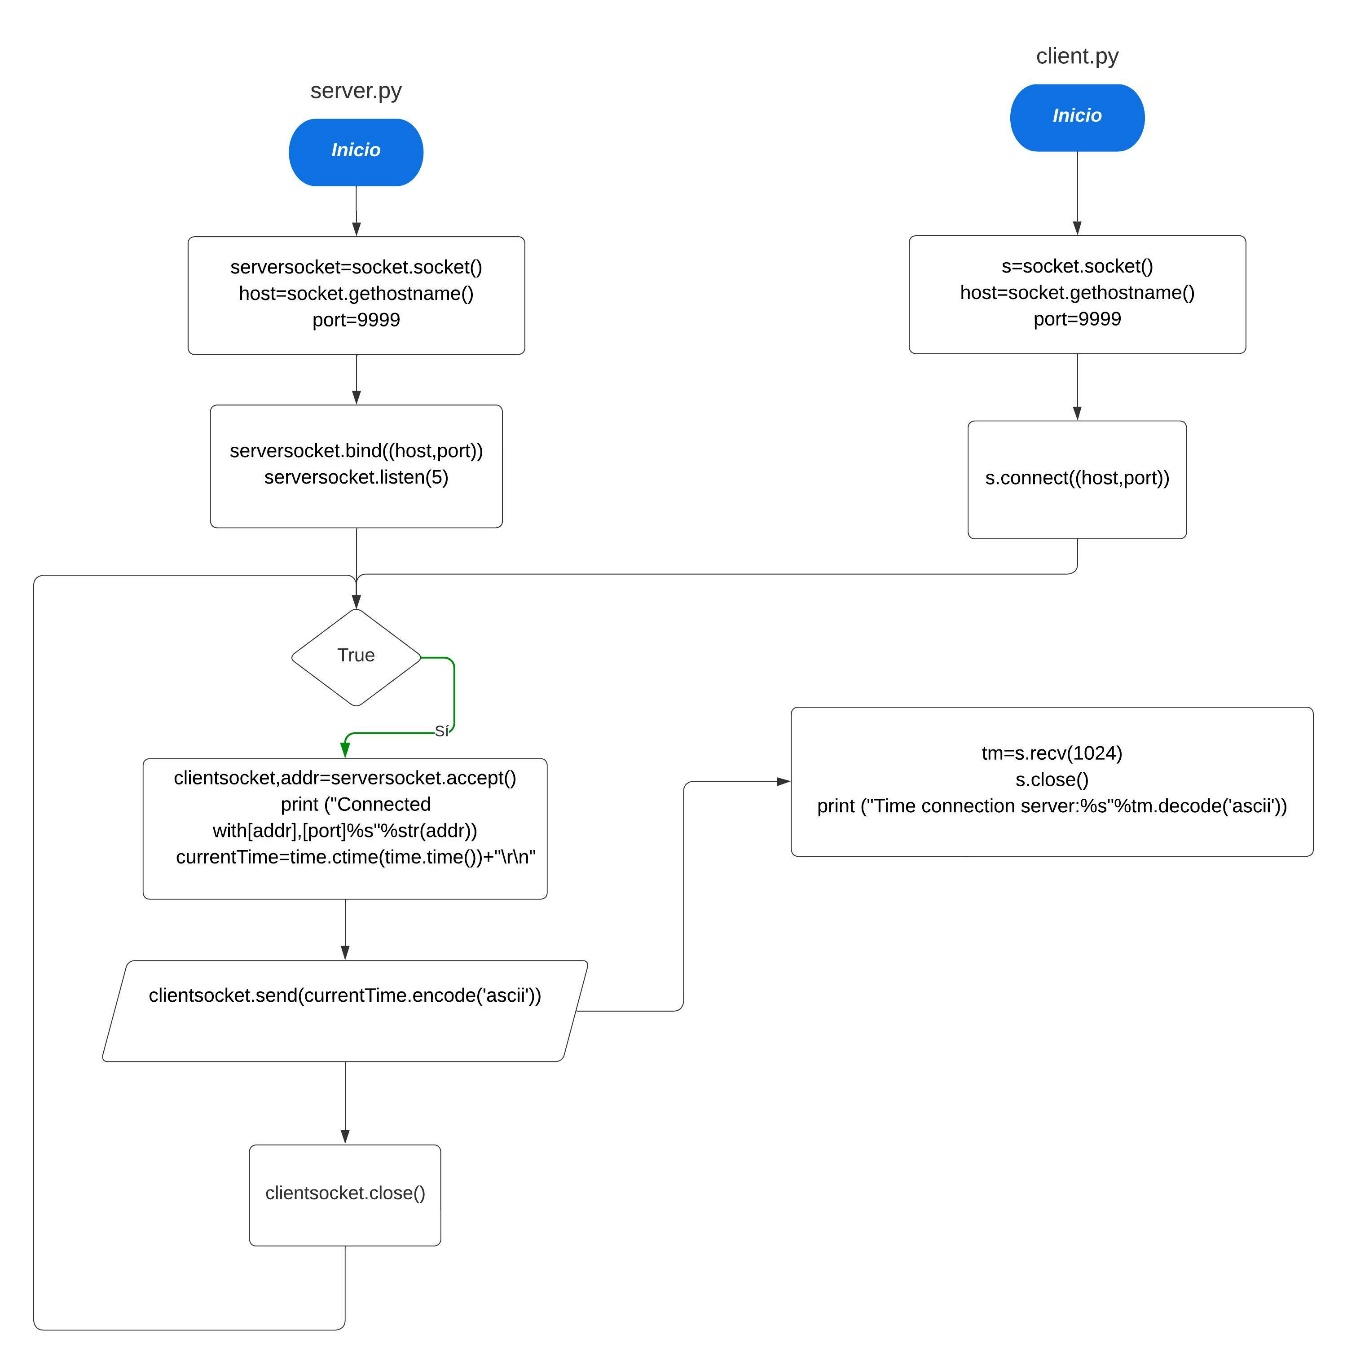 server.py
Inicio
serversocket=socket.socket()
host=socket.gethostname()
port=9999
serversocket.bind((host,port))
serversocket.listen(5)
True
Sí
clientsocket,addr=serversocket.accept()
print ("Connected
with[addr],[port]%s"%str(addr))
currentTime=time.ctime(time.time())+"\r\n"
clientsocket.send(currentTime.encode('ascii'))
clientsocket.close()
client.py
Inicio
s=socket.socket()
host=socket.gethostname()
port=9999
s.connect((host,port))
tm=s.recv(1024)
s.close()
print ("Time connection server:%s"%tm.decode('ascii'))